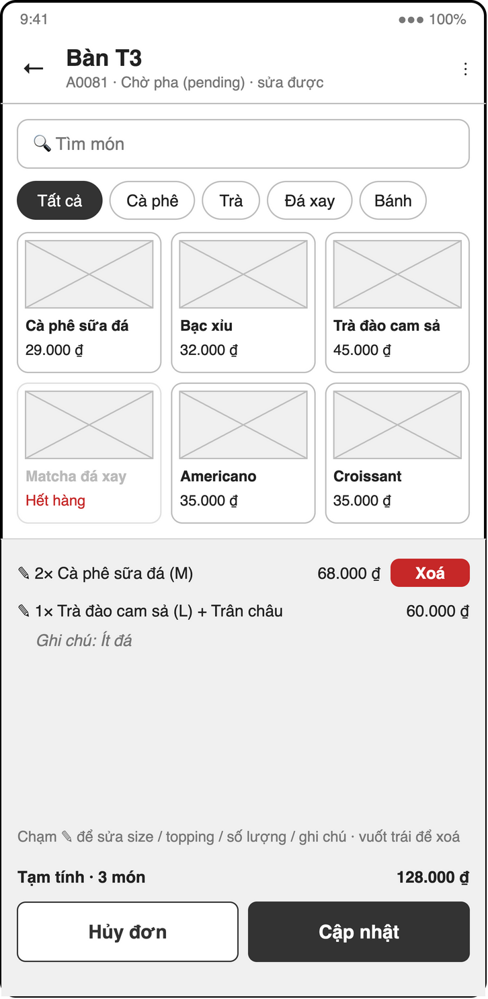 9:41 ●●● 100%
← Bàn T3 ⋮
A0081 · Chờ pha (pending) · sửa được
🔍 Tìm món
Tất cả Cà phê Trà Đá xay Bánh
Cà phê sữa đá Bạc xỉu Trà đào cam sả
29.000 ₫ 32.000 ₫ 45.000 ₫
Matcha đá xay Americano Croissant
Hết hàng 35.000 ₫ 35.000 ₫
✎ 2× Cà phê sữa đá (M) 68.000 ₫ Xoá
✎ 1× Trà đào cam sả (L) + Trân châu 60.000 ₫
Ghi chú: Ít đá
Chạm ✎ để sửa size / topping / số lượng / ghi chú · vuốt trái để xoá
Tạm tính · 3 món 128.000 ₫
Hủy đơn Cập nhật